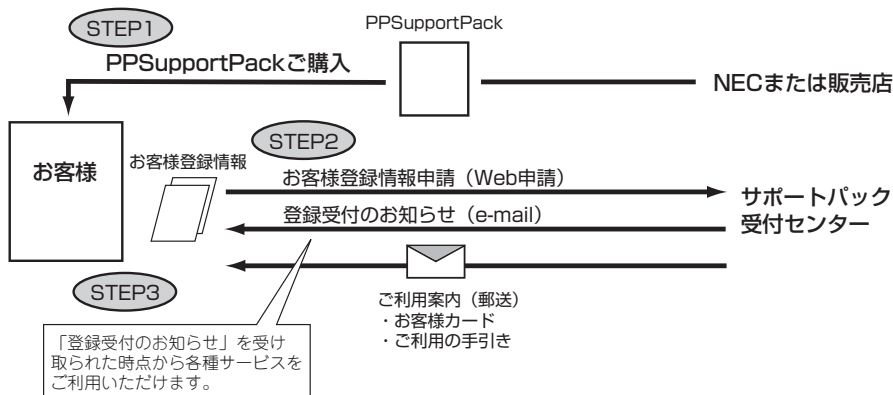 STEP1
PPSupportPack
PPSupportPackご購入
NECまたは販売店
お客様
お客様登録情報
STEP2
お客様登録情報申請（Web申請）
登録受付のお知らせ（e-mail）
サポートパック
受付センター
STEP3
ご利用案内（郵送）
・お客様カード
・ご利用の手引き
「登録受付のお知らせ」を受け
取られた時点から各種サービスを
ご利用いただけます。